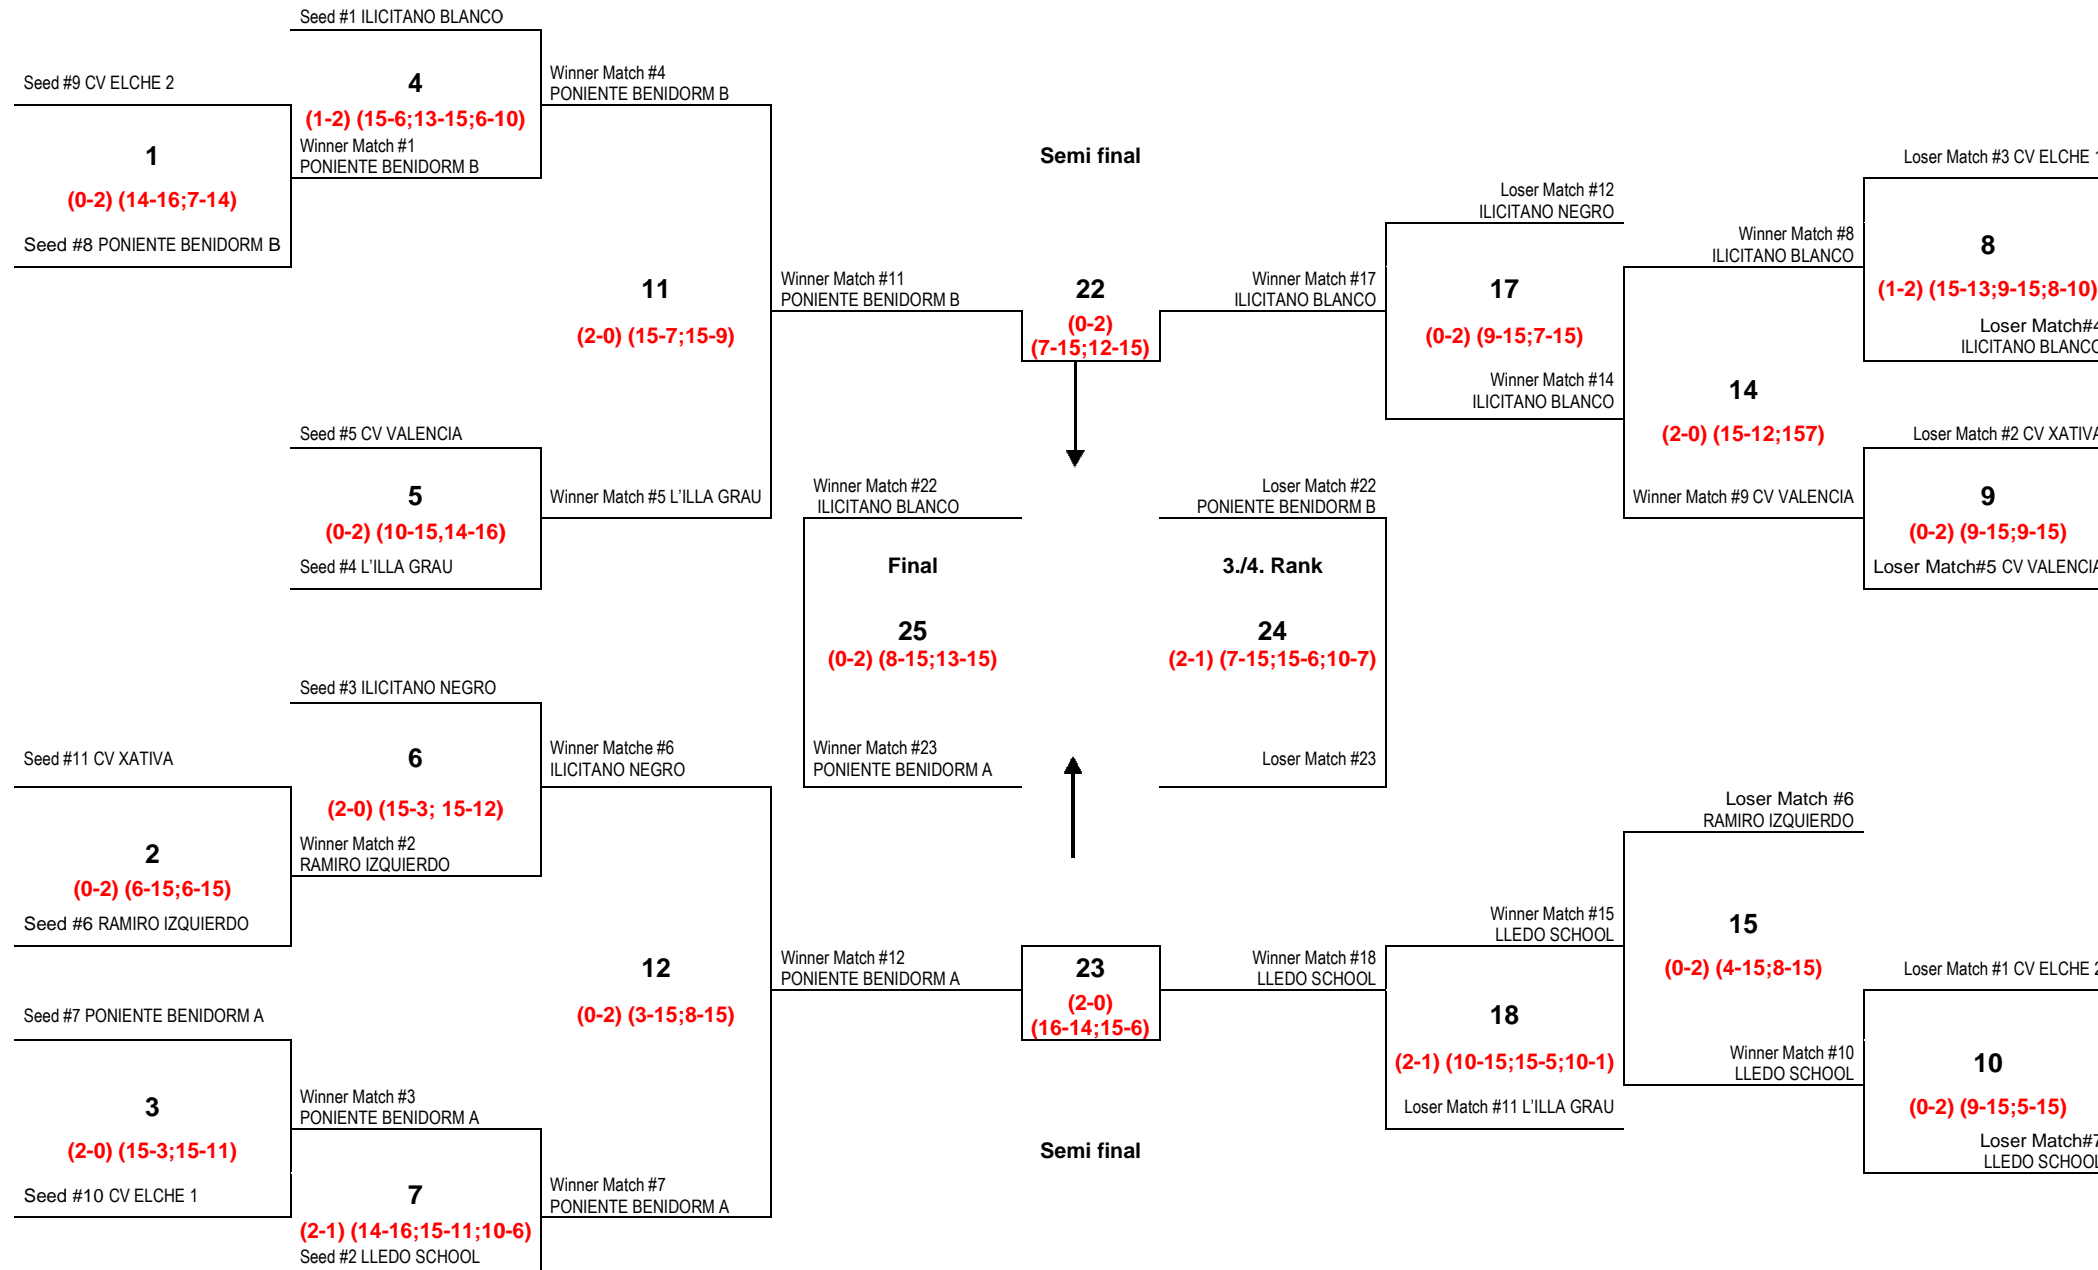 Seed #1 ILICITANO BLANCO
Seed #9 CV ELCHE 2
4
(1-2) (15-6;13-15;6-10)
Winner Match #4
PONIENTE BENIDORM B
1
(0-2) (14-16;7-14)
Winner Match #1
PONIENTE BENIDORM B
Seed #8 PONIENTE BENIDORM B
11
(2-0) (15-7;15-9)
Winner Match #11
PONIENTE BENIDORM B
Seed #5 CV VALENCIA
5
(0-2) (10-15,14-16)
Winner Match #5 L'ILLA GRAU
Seed #4 L'ILLA GRAU
Semi final
22
(0-2)
(7-15;12-15)
Winner Match #17
ILICITANO BLANCO
Loser Match #12
ILICITANO NEGRO
17
(0-2) (9-15;7-15)
Winner Match #14
ILICITANO BLANCO
Winner Match #8
ILICITANO BLANCO
14
(2-0) (15-12;157)
Winner Match #9 CV VALENCIA
Loser Match #3 CV ELCHE 1
8
(1-2) (15-13;9-15;8-10)
Loser Match#4
ILICITANO BLANCO
Loser Match #2 CV XATIVA
9
(0-2) (9-15;9-15)
Loser Match#5 CV VALENCIA
Winner Match #22
ILICITANO BLANCO
Final
25
(0-2) (8-15;13-15)
Winner Match #23
PONIENTE BENIDORM A
Loser Match #22
PONIENTE BENIDORM B
3./4. Rank
24
(2-1) (7-15;15-6;10-7)
Loser Match #23
Seed #3 ILICITANO NEGRO
Seed #11 CV XATIVA
6
(2-0) (15-3; 15-12)
Winner Matche #6
ILICITANO NEGRO
2
(0-2) (6-15;6-15)
Winner Match #2
RAMIRO IZQUIERDO
Seed #6 RAMIRO IZQUIERDO
12
(0-2) (3-15;8-15)
Winner Match #12
PONIENTE BENIDORM A
Seed #7 PONIENTE BENIDORM A
3
(2-0) (15-3;15-11)
Winner Match #3
PONIENTE BENIDORM A
Seed #10 CV ELCHE 1
7
(2-1) (14-16;15-11;10-6)
Seed #2 LLEDO SCHOOL
Winner Match #7
PONIENTE BENIDORM A
23
(2-0)
(16-14;15-6)
Semi final
Winner Match #18
LLEDO SCHOOL
Winner Match #15
LLEDO SCHOOL
18
(2-1) (10-15;15-5;10-1)
Loser Match #11 L'ILLA GRAU
Loser Match #6
RAMIRO IZQUIERDO
15
(0-2) (4-15;8-15)
Winner Match #10
LLEDO SCHOOL
Loser Match #1 CV ELCHE 2
10
(0-2) (9-15;5-15)
Loser Match#7
LLEDO SCHOOL